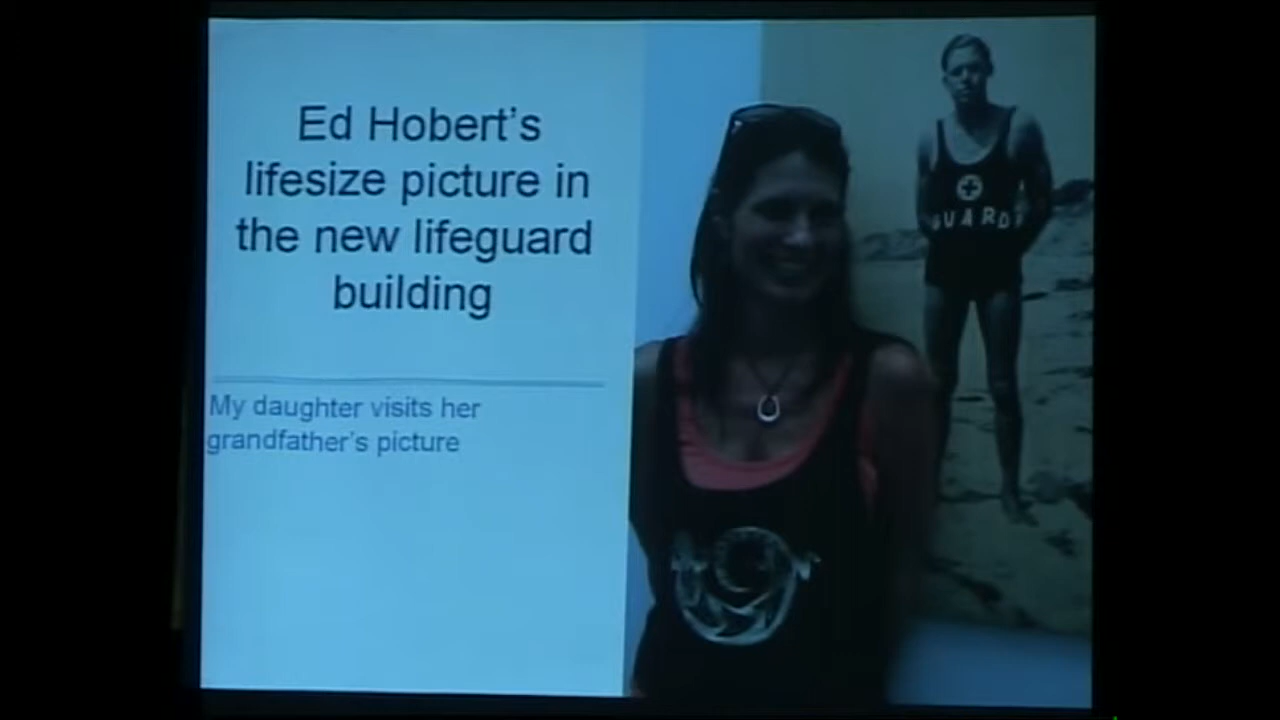 Ed Hobert’s
lifesize picture in
the new lifeguard
building
My daughter visits her
grandfather’s picture
GUARD